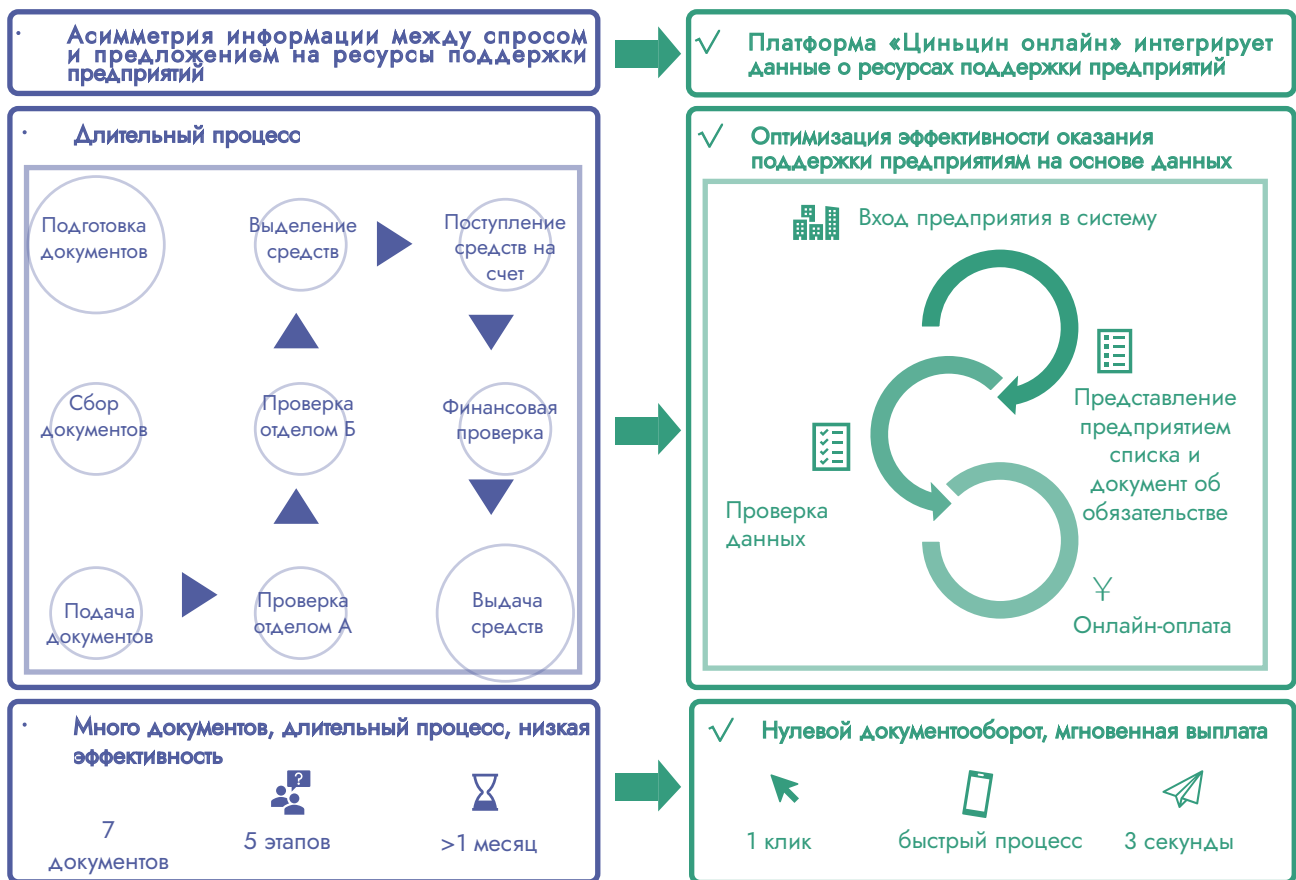 · Асимметрия информации между спросом
и предложением на ресурсы поддержки
предприятий
√ Платформа «Циньцин онлайн» интегрирует
данные о ресурсах поддержки предприятий
· Длительный процесс
Подготовка
документов
Выделение
средств
Поступление
средств на
счет
Сбор
документов
Проверка
отделом Б
Финансовая
проверка
Подача
документов
Проверка
отделом А
Выдача
средств
√ Оптимизация эффективности оказания
поддержки предприятиям на основе данных
Вход предприятия в систему
Представление
предприятием
списка и
документ об
обязательстве
Проверка
данных
¥
Онлайн-оплата
· Много документов, длительный процесс, низкая
эффективность
?
7
документов
5 этапов
>1 месяц
√ Нулевой документооборот, мгновенная выплата
1 клик
быстрый процесс
3 секунды